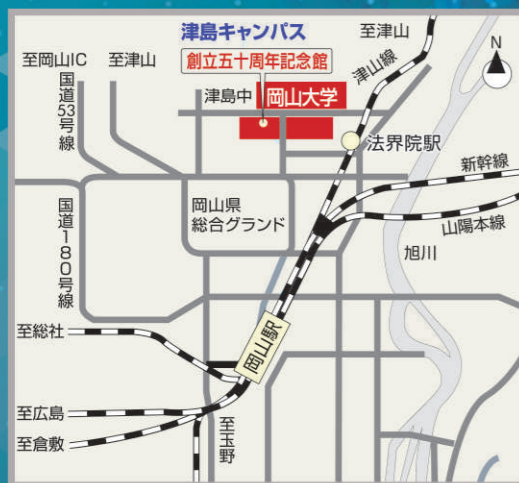 津島キャンパス
至津山
至岡山IC
至津山
創立五十周年記念館
津山線
N
国道53号線
津島中
岡山大学
法界院駅
新幹線
国道180号線
岡山県
総合グランド
山陽本線
旭川
至総社
岡山駅
至広島
至倉敷
至玉野